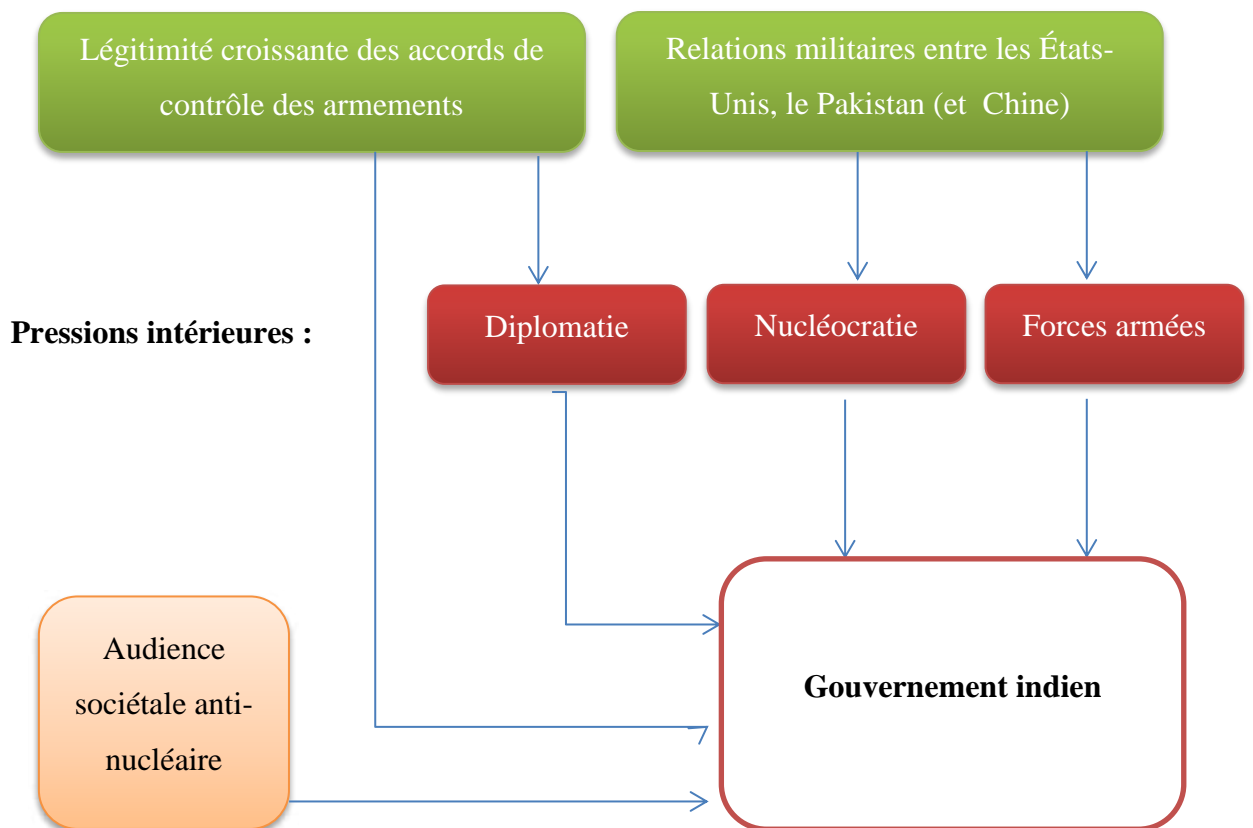 Légitimité croissante des accords de
contrôle des armements
Relations militaires entre les États-
Unis, le Pakistan (et Chine)
Pressions intérieures :
Diplomatie
Nucléocratie
Forces armées
Audience
sociétale anti-
nucléaire
Gouvernement indien